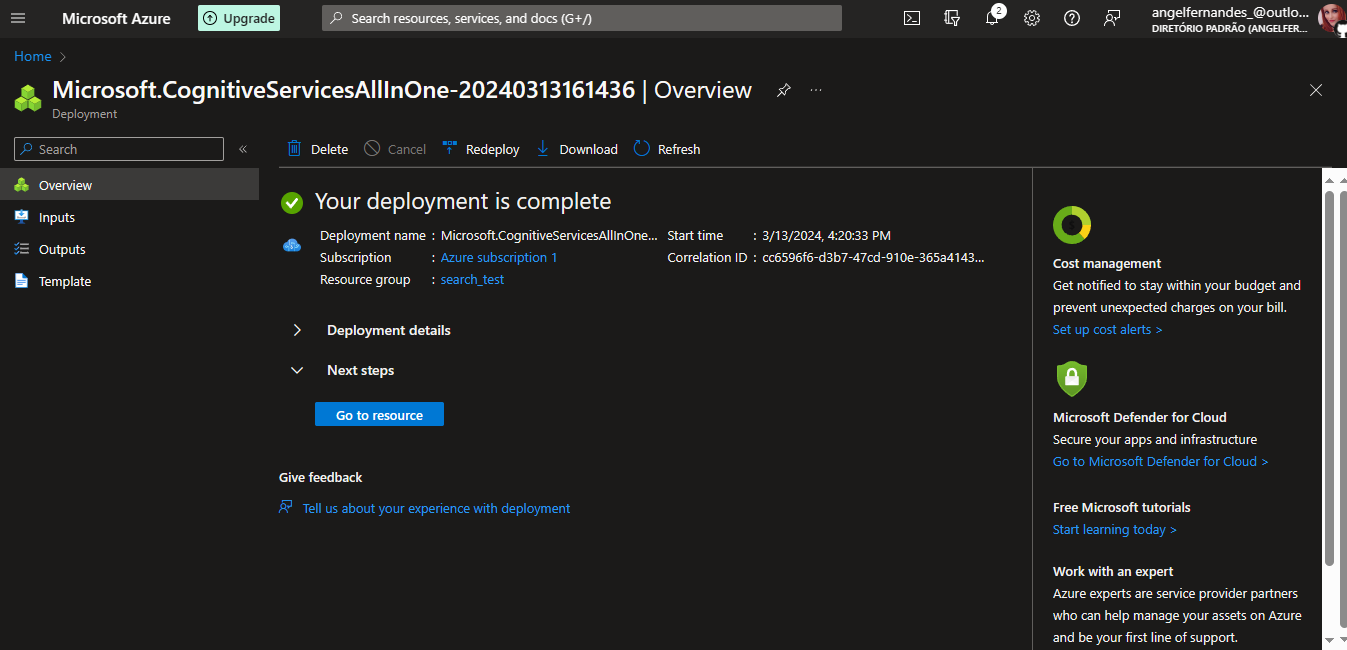 Microsoft Azure
Upgrade
Search resources, services, and docs (G+/)
2
angelfernandes_@outlo...
DIRETÓRIO PADRÃO (ANGELFER...
Home >
Microsoft.CognitiveServicesAllInOne-20240313161436 | Overview
Deployment
Search
«
Delete
Cancel
Redeploy
Download
Refresh
Overview
Inputs
Outputs
Template
Your deployment is complete
Deployment name : Microsoft.CognitiveServicesAllInOne...
Subscription : Azure subscription 1
Resource group : search_test
Start time : 3/13/2024, 4:20:33 PM
Correlation ID : cc6596f6-d3b7-47cd-910e-365a4143...
Deployment details
Next steps
Go to resource
Give feedback
Tell us about your experience with deployment
Cost management
Get notified to stay within your budget and
prevent unexpected charges on your bill.
Set up cost alerts >
Microsoft Defender for Cloud
Secure your apps and infrastructure
Go to Microsoft Defender for Cloud >
Free Microsoft tutorials
Start learning today >
Work with an expert
Azure experts are service provider partners
who can help manage your assets on Azure
and be your first line of support.